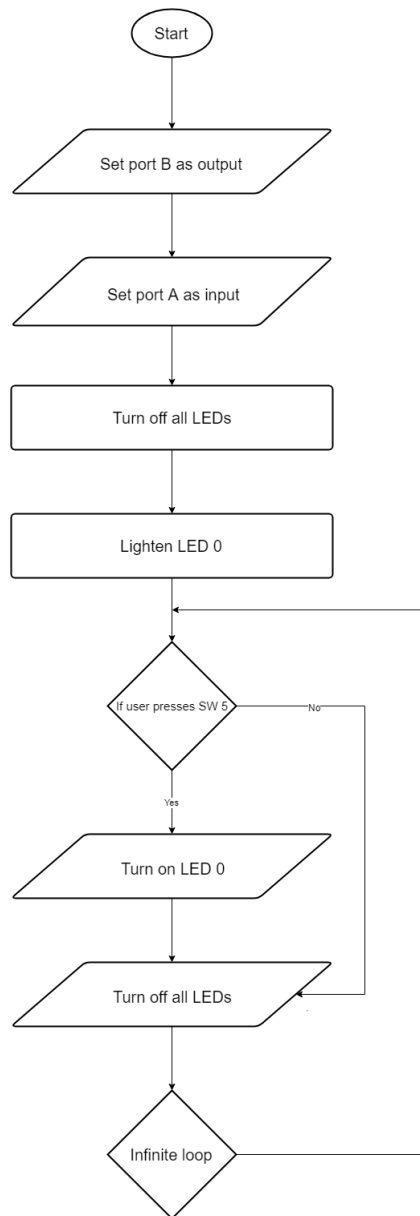 Start
Set port B as output
Set port A as input
Turn off all LEDs
Lighten LED 0
If user presses SW 5
No
Yes
Turn on LED 0
Turn off all LEDs
Infinite loop